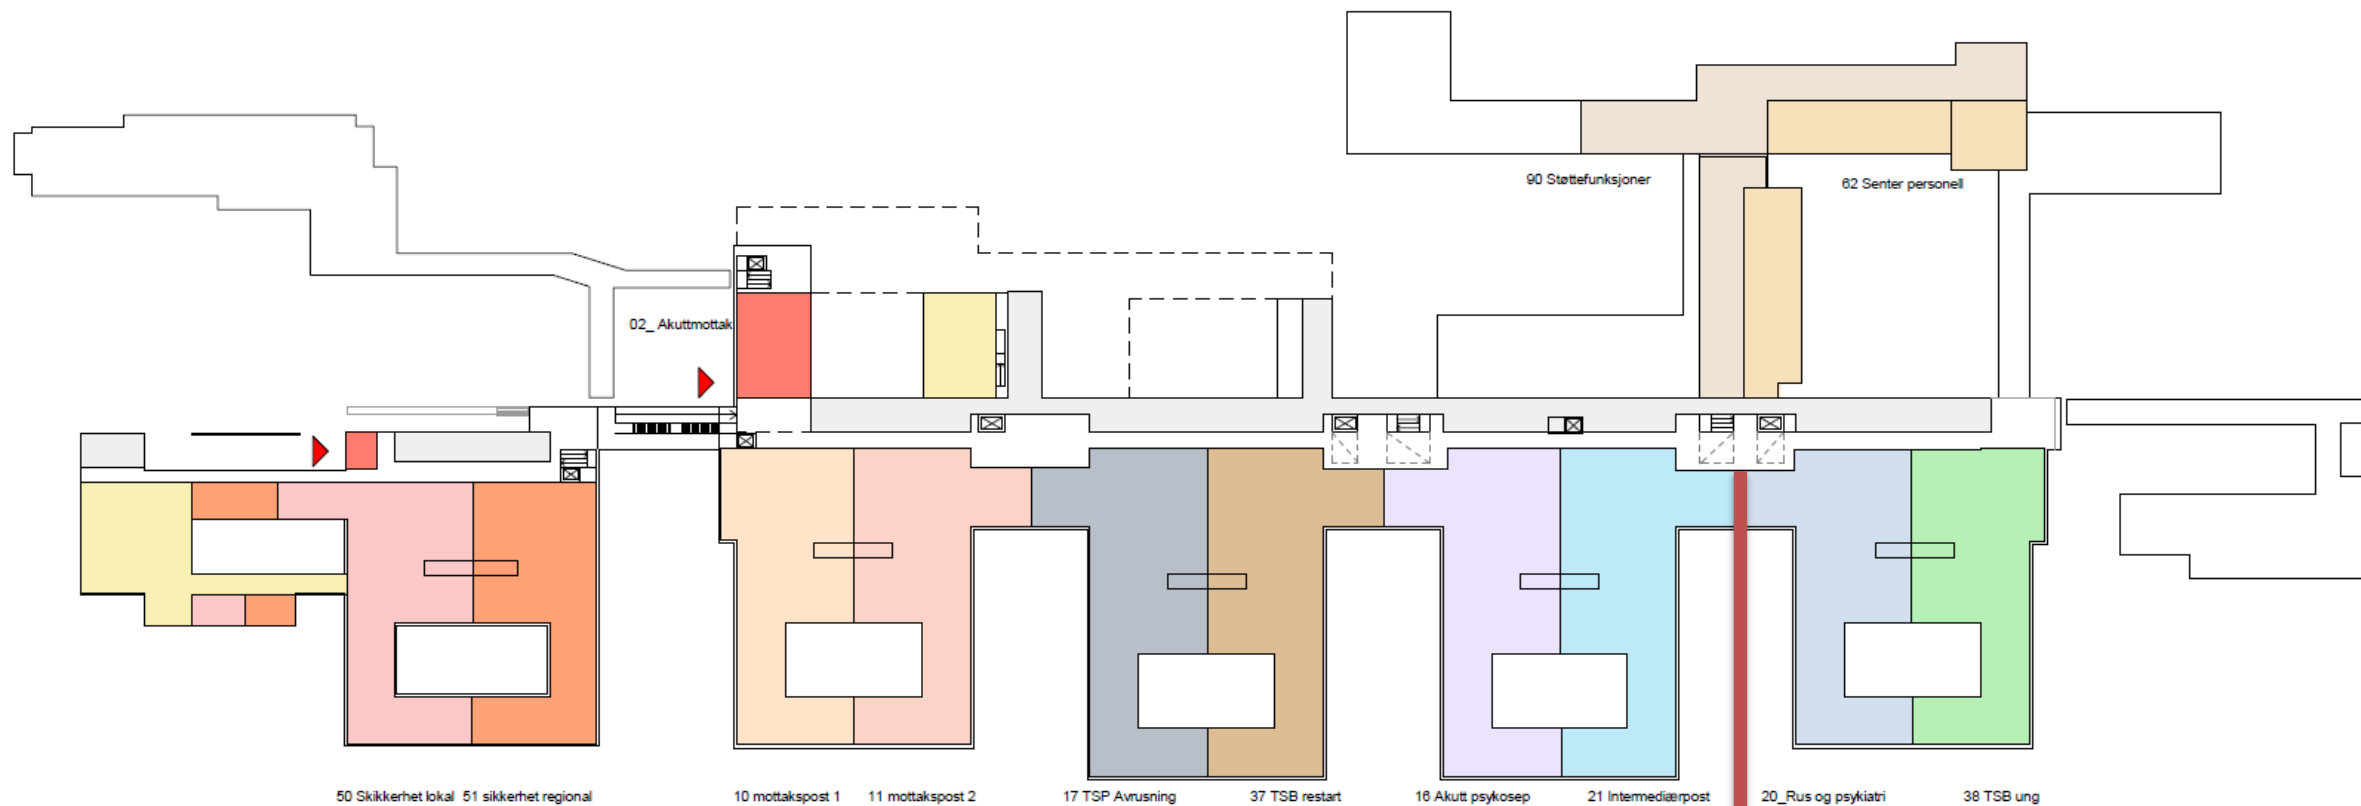 90 Støttefunksjoner
62 Senter personell
02_ Akuttmottak
50 Skikkerhet lokal
51 sikkerhet regional
10 mottakspost 1
11 mottakspost 2
17 TSP Avrusning
37 TSB restart
16 Akutt psykosep
21 Intermediærpost
20_Rus og psykiatri
38 TSB ung